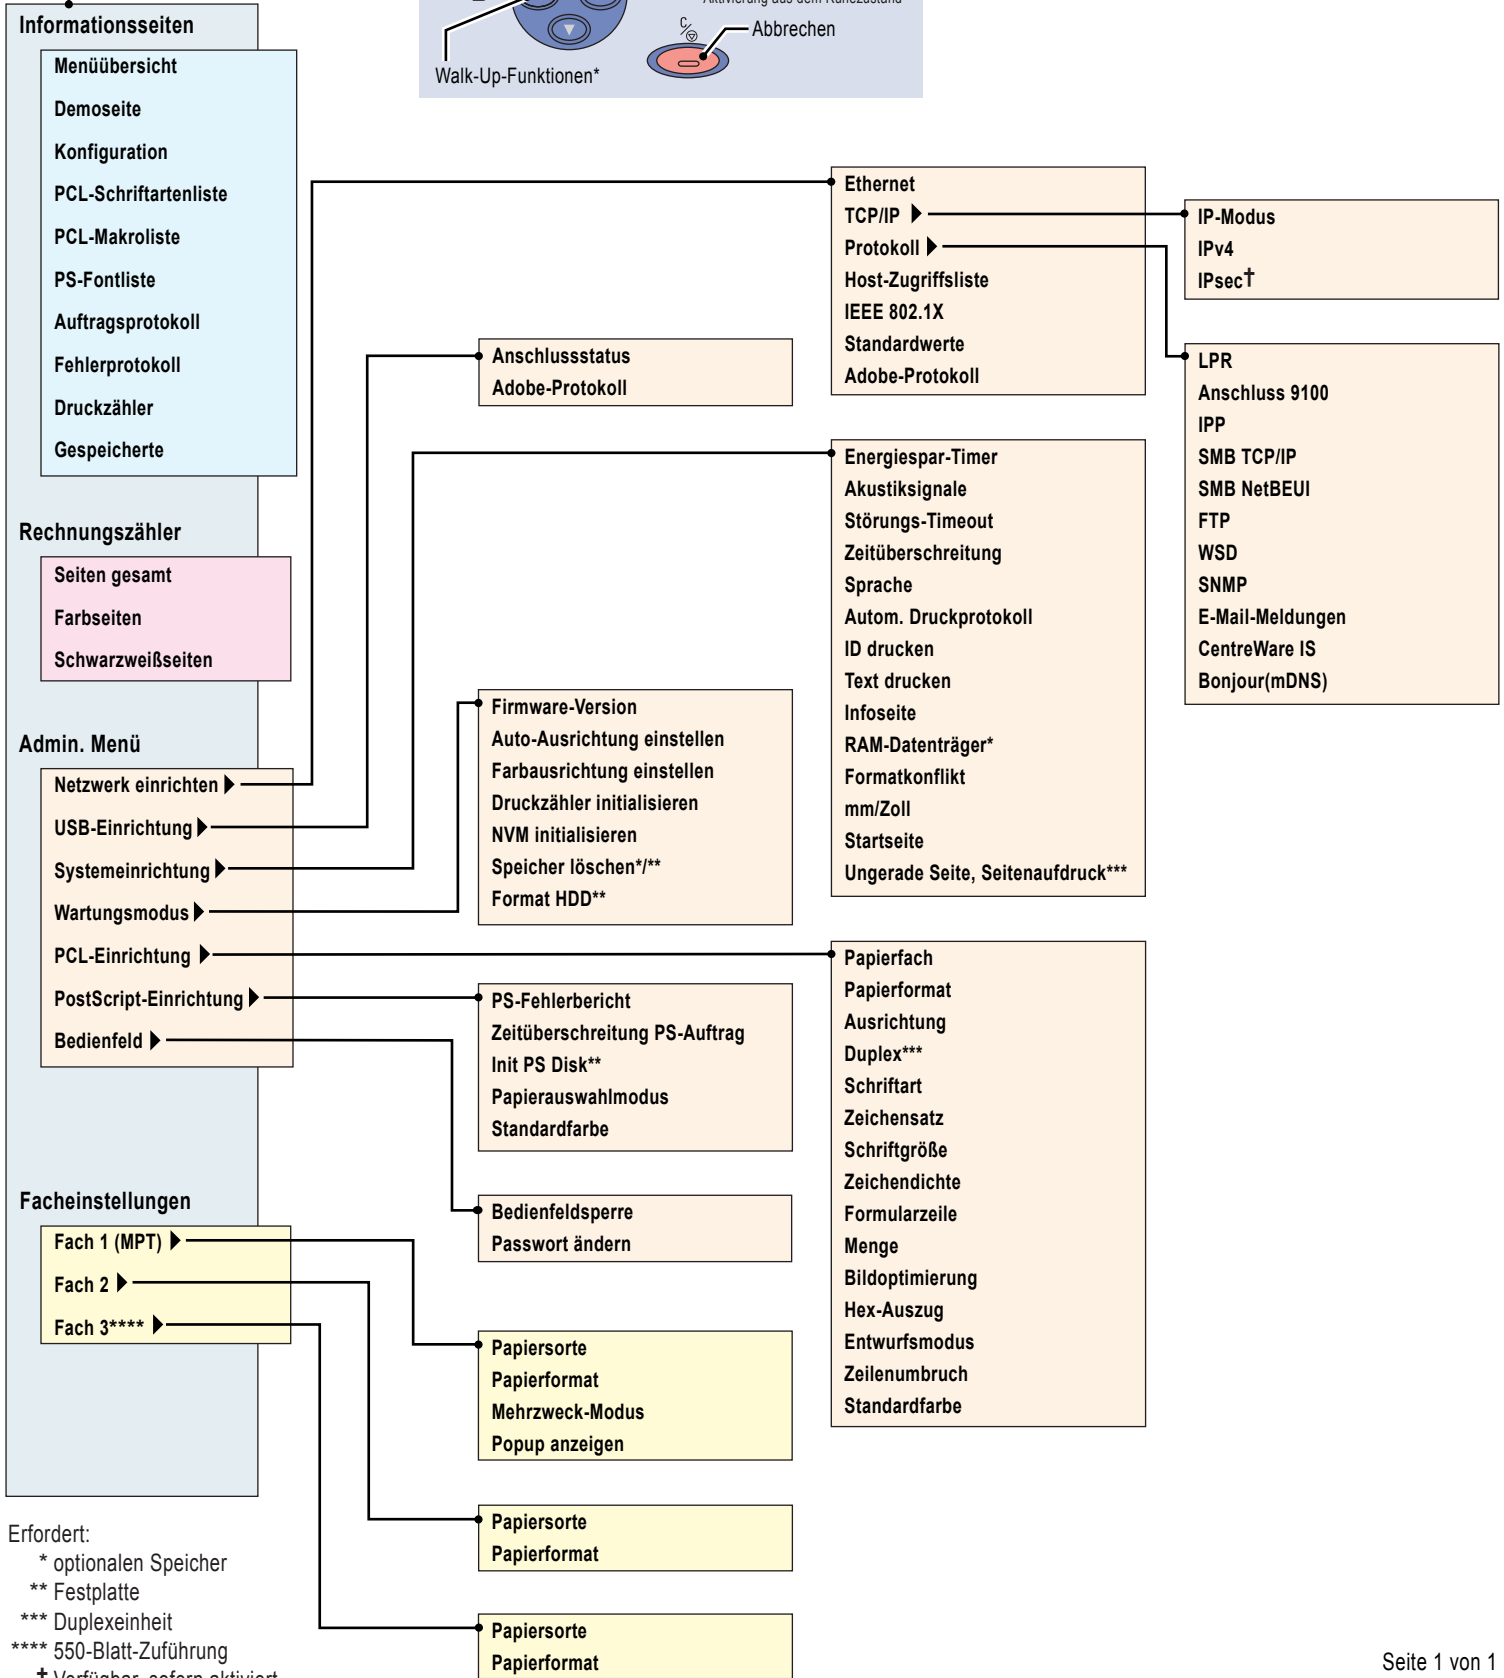 Aktivierung aus dem Ruhezustand
Abbrechen
Walk-Up-Funktionen*
Informationsseiten
Menüübersicht
Demoseite
Konfiguration
PCL-Schriftartenliste
PCL-Makroliste
PS-Fontliste
Auftragsprotokoll
Fehlerprotokoll
Druckzähler
Gespeicherte
Rechnungszähler
Seiten gesamt
Farbseiten
Schwarzweißseiten
Admin. Menü
Netzwerk einrichten
USB-Einrichtung
Systemeinrichtung
Wartungsmodus
PCL-Einrichtung
PostScript-Einrichtung
Bedienfeld
Facheinstellungen
Fach 1 (MPT)
Fach 2
Fach 3****
Anschlussstatus
Adobe-Protokoll
Firmware-Version
Auto-Ausrichtung einstellen
Farbausrichtung einstellen
Druckzähler initialisieren
NVM initialisieren
Speicher löschen*/**
Format HDD**
PS-Fehlerbericht
Zeitüberschreitung PS-Auftrag
Init PS Disk**
Papierauswahlmodus
Standardfarbe
Bedienfeldsperre
Passwort ändern
Papiersorte
Papierformat
Mehrzweck-Modus
Popup anzeigen
Papiersorte
Papierformat
Papiersorte
Papierformat
Ethernet
TCP/IP
Protokoll
Host-Zugriffsliste
IEEE 802.1X
Standardwerte
Adobe-Protokoll
Energiespar-Timer
Akustiksignale
Störungs-Timeout
Zeitüberschreitung
Sprache
Autom. Druckprotokoll
ID drucken
Text drucken
Infoseite
RAM-Datenträger*
Formatkonflikt
mm/Zoll
Startseite
Ungerade Seite, Seitenaufdruck***
Papierfach
Papierformat
Ausrichtung
Duplex***
Schriftart
Zeichensatz
Schriftgröße
Zeichendichte
Formularzeile
Menge
Bildoptimierung
Hex-Auszug
Entwurfsmodus
Zeilenumbruch
Standardfarbe
IP-Modus
IPv4
IPsec†
LPR
Anschluss 9100
IPP
SMB TCP/IP
SMB NetBEUI
FTP
WSD
SNMP
E-Mail-Meldungen
CentreWare IS
Bonjour(mDNS)
Erfordert:
* optionalen Speicher
** Festplatte
*** Duplexeinheit
**** 550-Blatt-Zuführung
† Verfügbar, sofern aktiviert
Seite 1 von 1